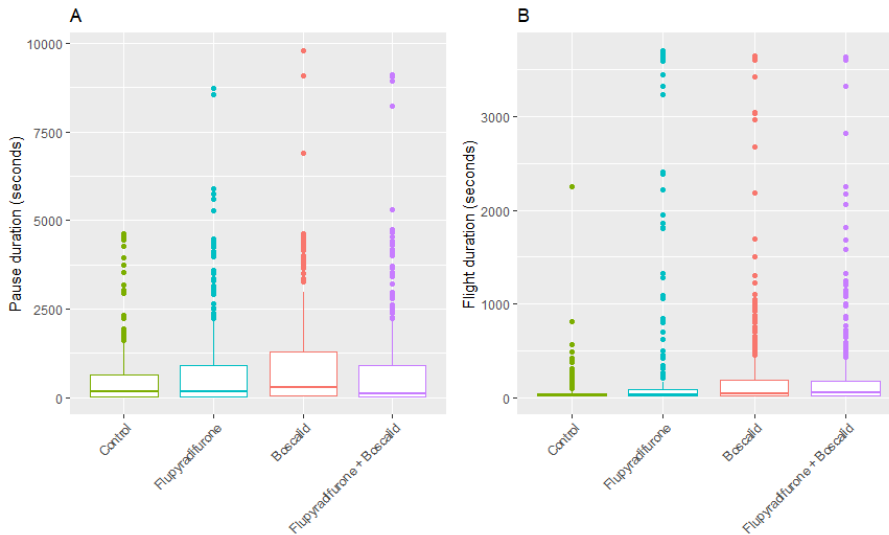 A
Pause duration (seconds)
10000
7500
5000
2500
0
Control
Flupyradifurone
Boscalid
Flupyradifurone + Boscalid
B
Flight duration (seconds)
3000
2000
1000
0
Control
Flupyradifurone
Boscalid
Flupyradifurone + Boscalid